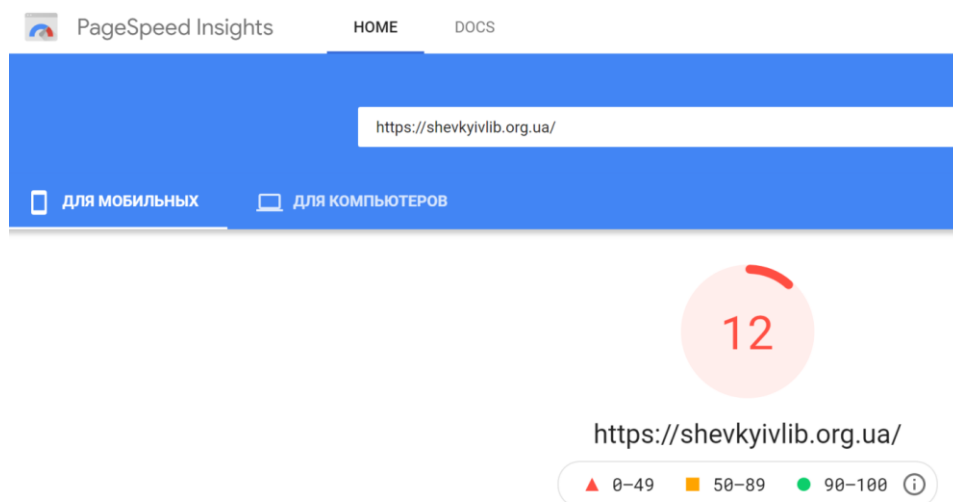 PageSpeed Insights HOME DOCS
https://shevkyivlib.org.ua/
ДЛЯ МОБИЛЬНЫХ ДЛЯ КОМПЬЮТЕРОВ
12
https://shevkyivlib.org.ua/
0–49 50–89 90–100